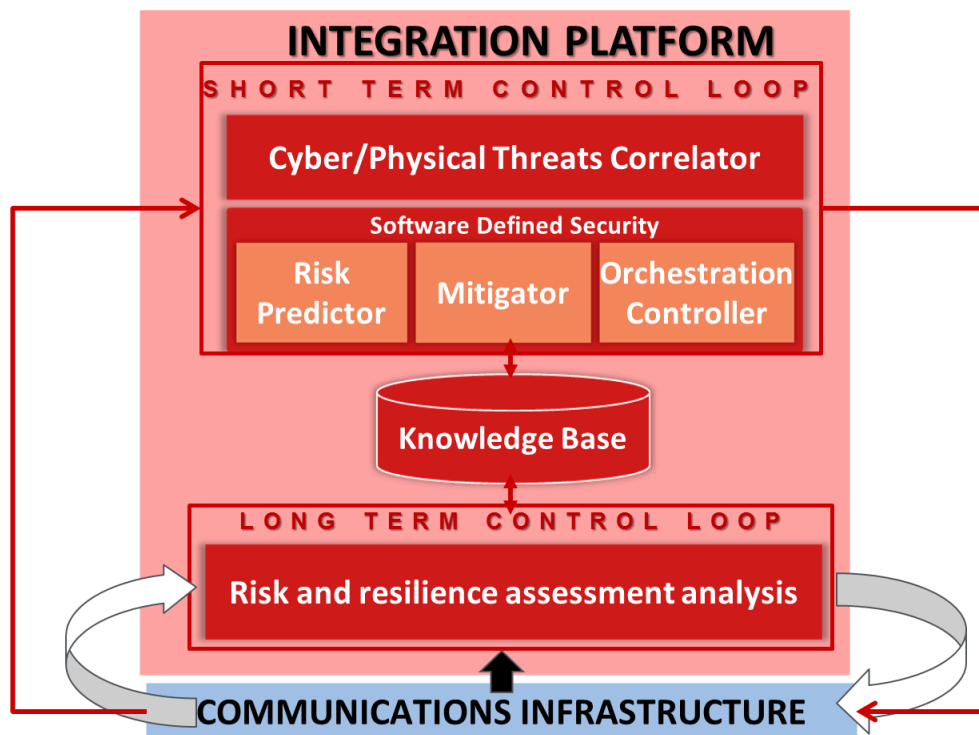 INTEGRATION PLATFORM
SHORT TERM CONTROL LOOP
Cyber/Physical Threats Correlator
Software Defined Security
Risk
Predictor
Mitigator
Orchestration
Controller
Knowledge Base
LONG TERM CONTROL LOOP
Risk and resilience assessment analysis
COMMUNICATIONS INFRASTRUCTURE